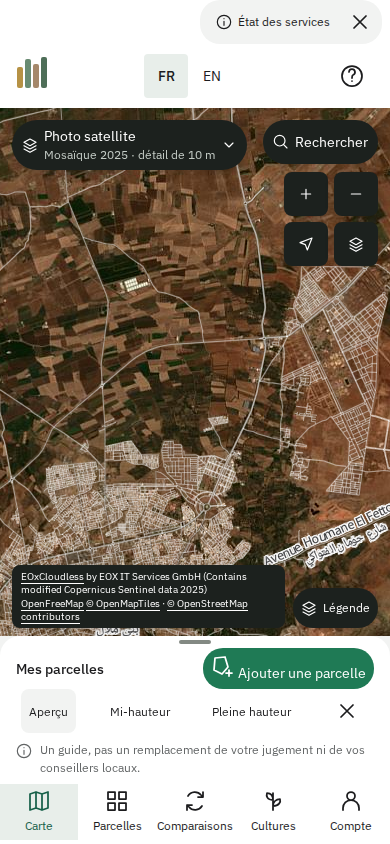 État des services
FR
EN
Photo satellite
Mosaïque 2025 · détail de 10 m
Rechercher
Avenue Houmane El Fetto
EOxCloudless by EOX IT Services GmbH (Contains
modified Copernicus Sentinel data 2025)
OpenFreeMap © OpenMapTiles · © OpenStreetMap
contributors
Légende
Mes parcelles
Ajouter une parcelle
Aperçu
Mi-hauteur
Pleine hauteur
Un guide, pas un remplacement de votre jugement ni de vos
conseillers locaux.
Carte
Parcelles
Comparaisons
Cultures
Compte